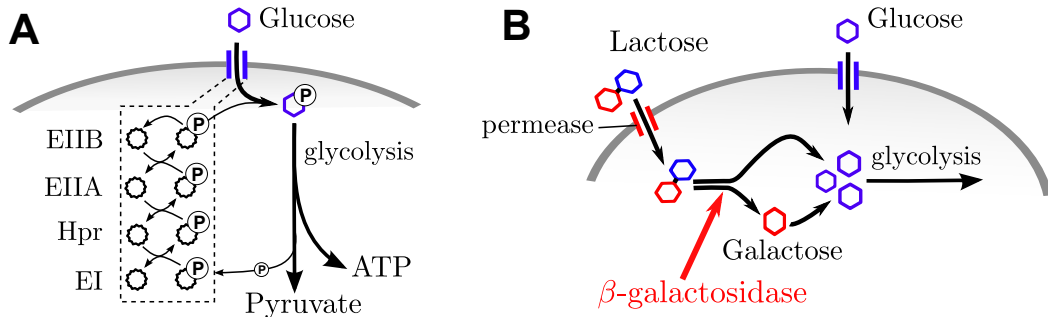 A
Glucose
P
EIIB
P
glycolysis
EIIA
P
Hpr
P
EI
P
P
ATP
Pyruvate
B
Glucose
Lactose
permease
glycolysis
Galactose
β-galactosidase